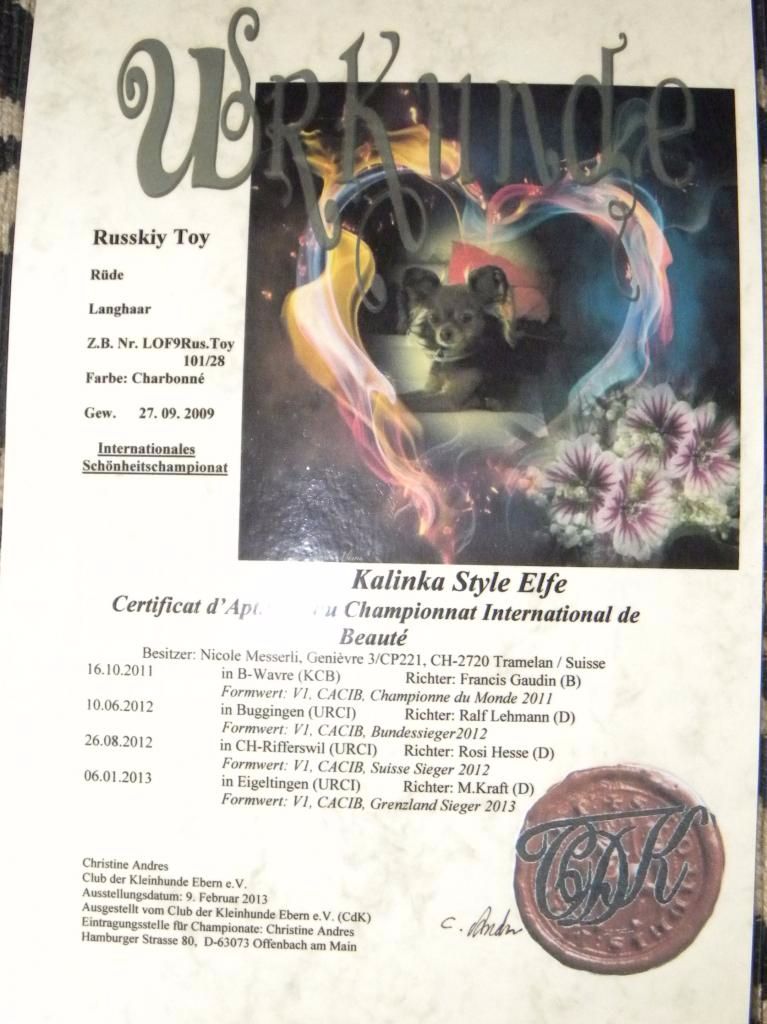 Urkunde
Russkiy Toy
Rüde
Langhaar
Z.B. Nr. LOF9Rus.Toy
101/28
Farbe: Charbonné
Gew. 27. 09. 2009
Internationales
Schönheitschampionat
Kalinka Style Elfe
Certificat Championnat International de
Beauté
Besitzer: Nicole Messerli, Genièvre 3/CP221, CH-2720 Tramelan / Suisse
16.10.2011 in B-Wavre (KCB) Richter: Francis Gaudin (B)
Formwert: V1, CACIB, Championne du Monde 2011
10.06.2012 in Buggingen (URCI) Richter: Ralf Lehmann (D)
Formwert: V1, CACIB, Bundessieger2012
26.08.2012 in CH-Rifferswil (URCI) Richter: Rosi Hesse (D)
Formwert: V1, CACIB, Suisse Sieger 2012
06.01.2013 in Eigeltingen (URCI) Richter: M.Kraft (D)
Formwert: V1, CACIB, Grenzland Sieger 2013
Christine Andres
Club der Kleinhunde Ebern e.V.
Ausstellungsdatum: 9. Februar 2013
Ausgestellt vom Club der Kleinhunde Ebern e.V. (CdK)
Eintragungsstelle für Championate: Christine Andres
Hamburger Strasse 80, D-63073 Offenbach am Main
C. Andres
CDK